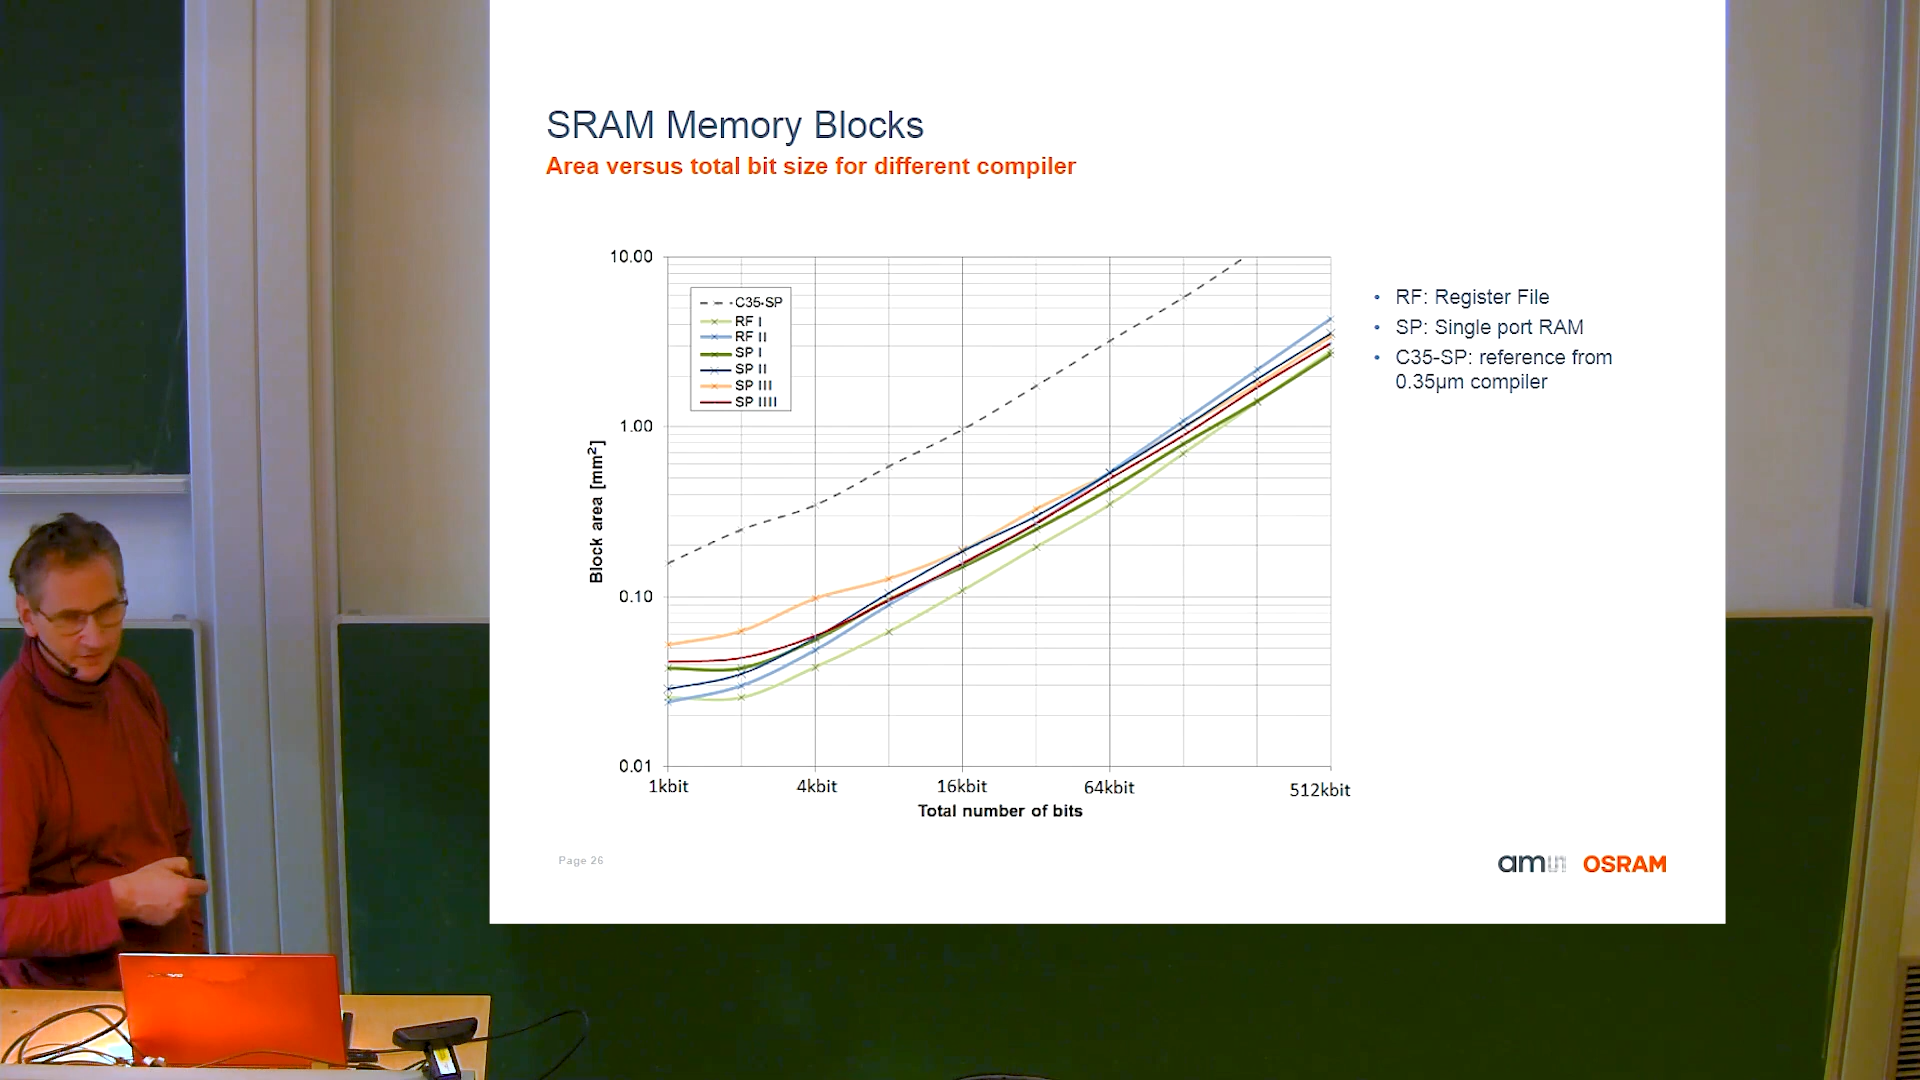 SRAM Memory Blocks
Area versus total bit size for different compiler
10.00
1.00
0.10
0.01
Block area [mm²]
C35-SP
RF I
RF II
SP I
SP II
SP III
SP IIII
1kbit
4kbit
16kbit
64kbit
512kbit
Total number of bits
• RF: Register File
• SP: Single port RAM
• C35-SP: reference from
0.35µm compiler
Page 26
amu OSRAM